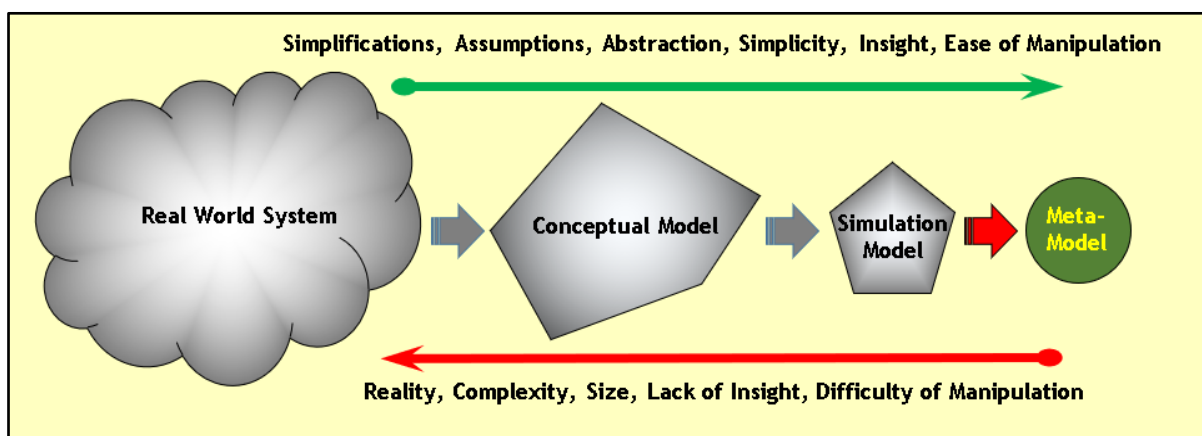 Simplifications, Assumptions, Abstraction, Simplicity, Insight, Ease of Manipulation
Real World System
Conceptual Model
Simulation
Model
Meta-
Model
Reality, Complexity, Size, Lack of Insight, Difficulty of Manipulation